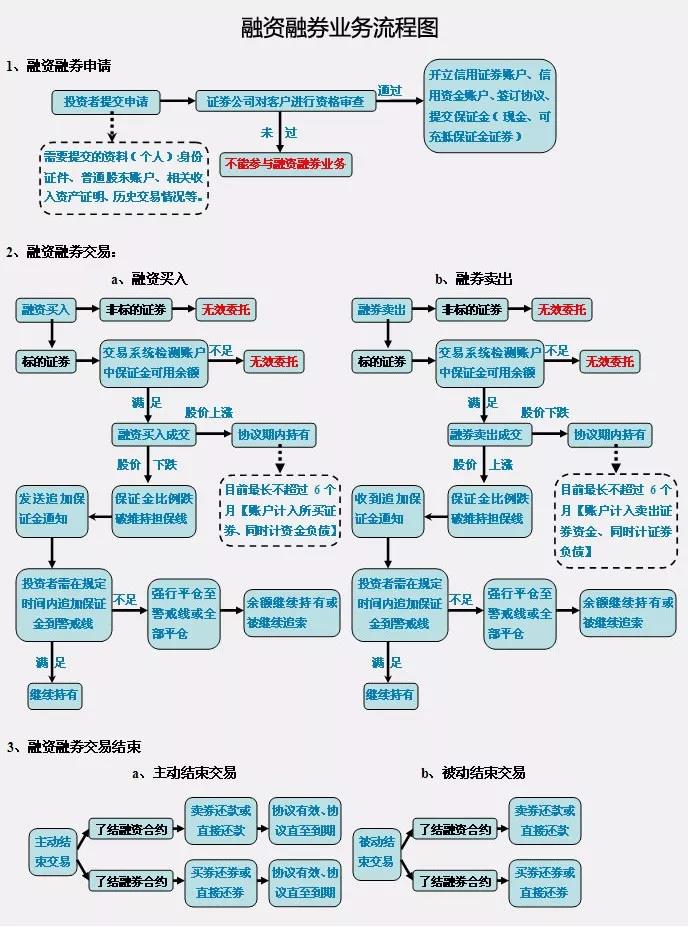 融资融券业务流程图
1、融资融券申请
投资者提交申请
证券公司对客户进行资格审查
通过
开立信用证券账户、信
用资金账户、签订协议、
提交保证金(现金、可
充抵保证金证券)
未 过
需要提交的资料(个人):身份
证件、普通股东账户、相关收
入资产证明、历史交易情况等。
不能参与融资融券业务
2、融资融券交易:
a、融资买入
融资买入
非标的证券
无效委托
标的证券
交易系统检测账户
中保证金可用余额
不足
无效委托
满 足
股价上涨
融资买入成交
协议期内持有
股价 下跌
目前最长不超过 6 个
月【账户计入所买证
券、同时计资金负债】
发送追加保
证金通知
保证金比例跌
破维持担保线
投资者需在规定
时间内追加保证
金到警戒线
不足
强行平仓至
警戒线或全
部平仓
余额继续持有或
被继续追索
满 足
继续持有
b、融券卖出
融券卖出
非标的证券
无效委托
标的证券
交易系统检测账户
中保证金可用余额
不足
无效委托
满 足
股价下跌
融券卖出成交
协议期内持有
股价 上涨
目前最长不超过 6 个
月【账户计入卖出证
券资金、同时计证券
负债】
收到追加保
证金通知
保证金比例跌
破维持担保线
投资者需在规定
时间内追加保证
金到警戒线
不足
强行平仓至
警戒线或全
部平仓
余额继续持有或
被继续追索
满 足
继续持有
3、融资融券交易结束
a、主动结束交易
主动结
束交易
了结融资合约
卖券还款或
直接还款
协议有效、协
议直至到期
了结融券合约
买券还券或
直接还券
协议有效、协
议直至到期
b、被动结束交易
被动结
束交易
了结融资合约
卖券还款或
直接还款
了结融券合约
买券还券或
直接还券